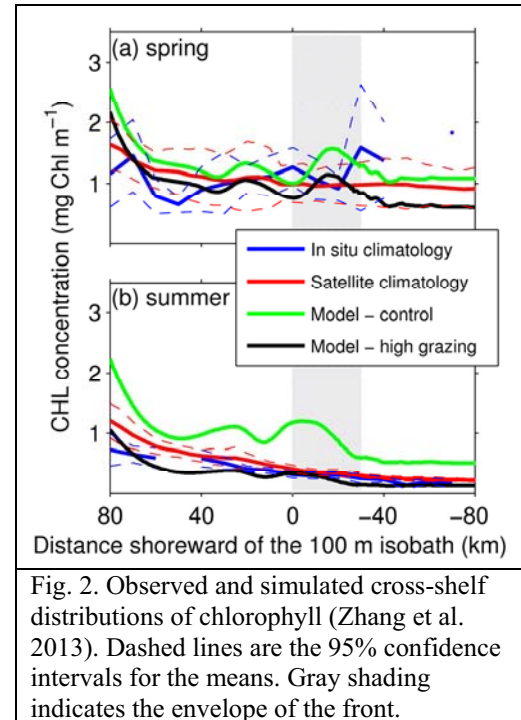 (a) spring
3
2
1
In situ climatology
Satellite climatology
Model – control
Model – high grazing
(b) summer
3
2
1
CHL concentration (mg Chl m⁻¹)
80 40 0 −40 −80
Distance shoreward of the 100 m isobath (km)
Fig. 2. Observed and simulated cross-shelf
distributions of chlorophyll (Zhang et al.
2013). Dashed lines are the 95% confidence
intervals for the means. Gray shading
indicates the envelope of the front.